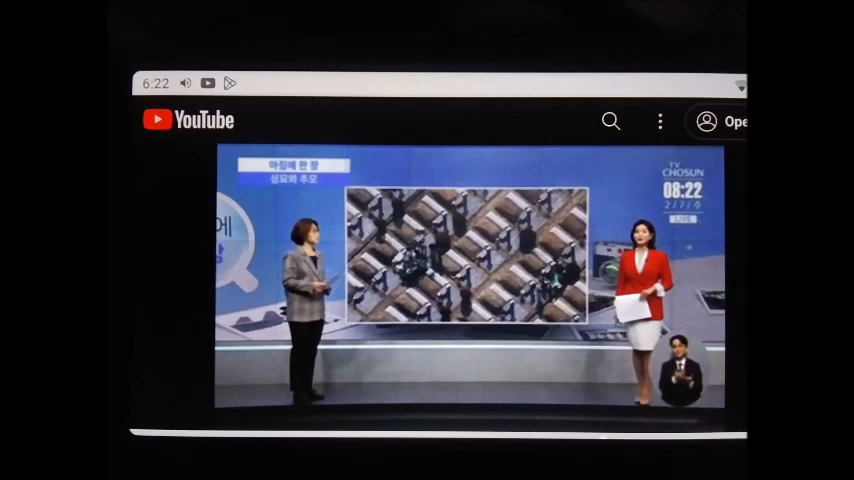 6:22
YouTube
Ope
아침에 한 장
성묘와 추모
TV
CHOSUN
08:22
2 / 7 / 수
LIVE
에